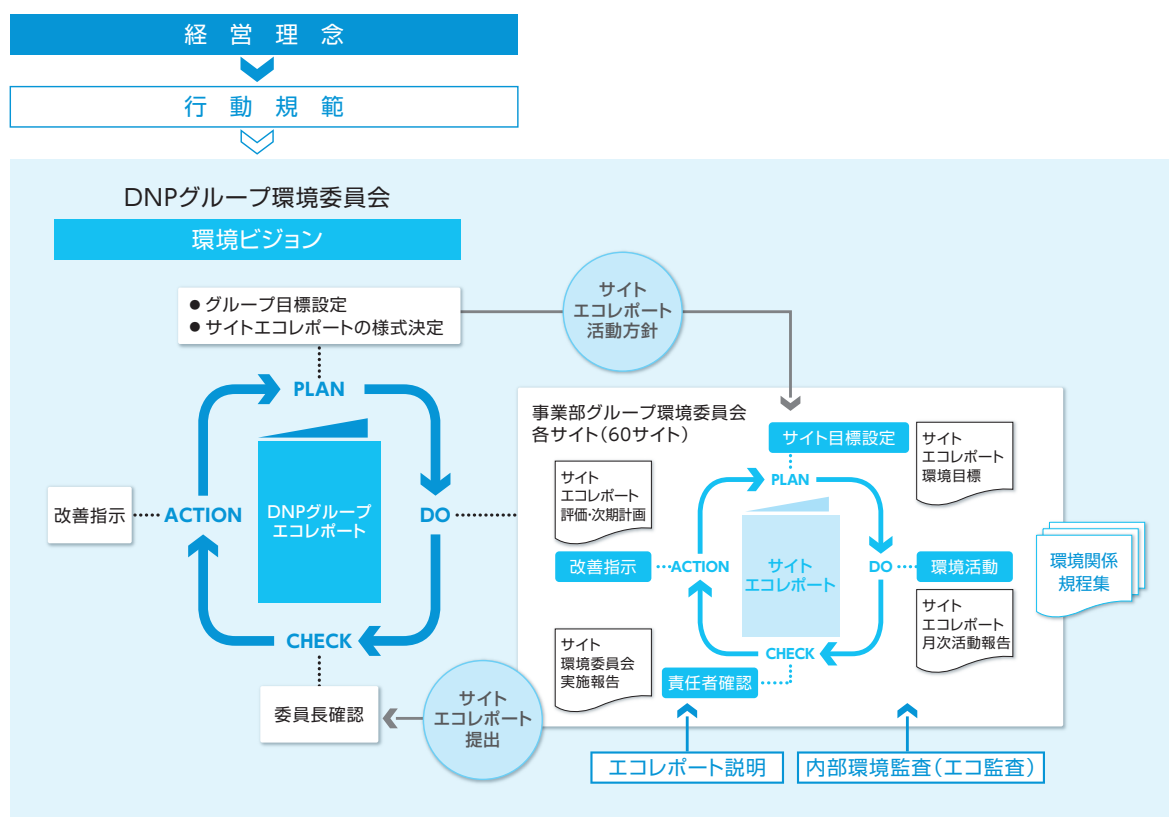 経営理念
行動規範
DNPグループ環境委員会
環境ビジョン
● グループ目標設定
● サイトエコレポートの様式決定
サイト
エコレポート
活動方針
PLAN
DO
CHECK
ACTION
DNPグループ
エコレポート
改善指示
委員長確認
サイト
エコレポート
提出
事業部グループ環境委員会
各サイト（60サイト）
サイト目標設定
サイト
エコレポート
環境目標
サイト
エコレポート
評価・次期計画
PLAN
DO
CHECK
ACTION
サイト
エコレポート
改善指示
環境活動
サイト
エコレポート
月次活動報告
サイト
環境委員会
実施報告
責任者確認
環境関係
規程集
エコレポート説明
内部環境監査（エコ監査）